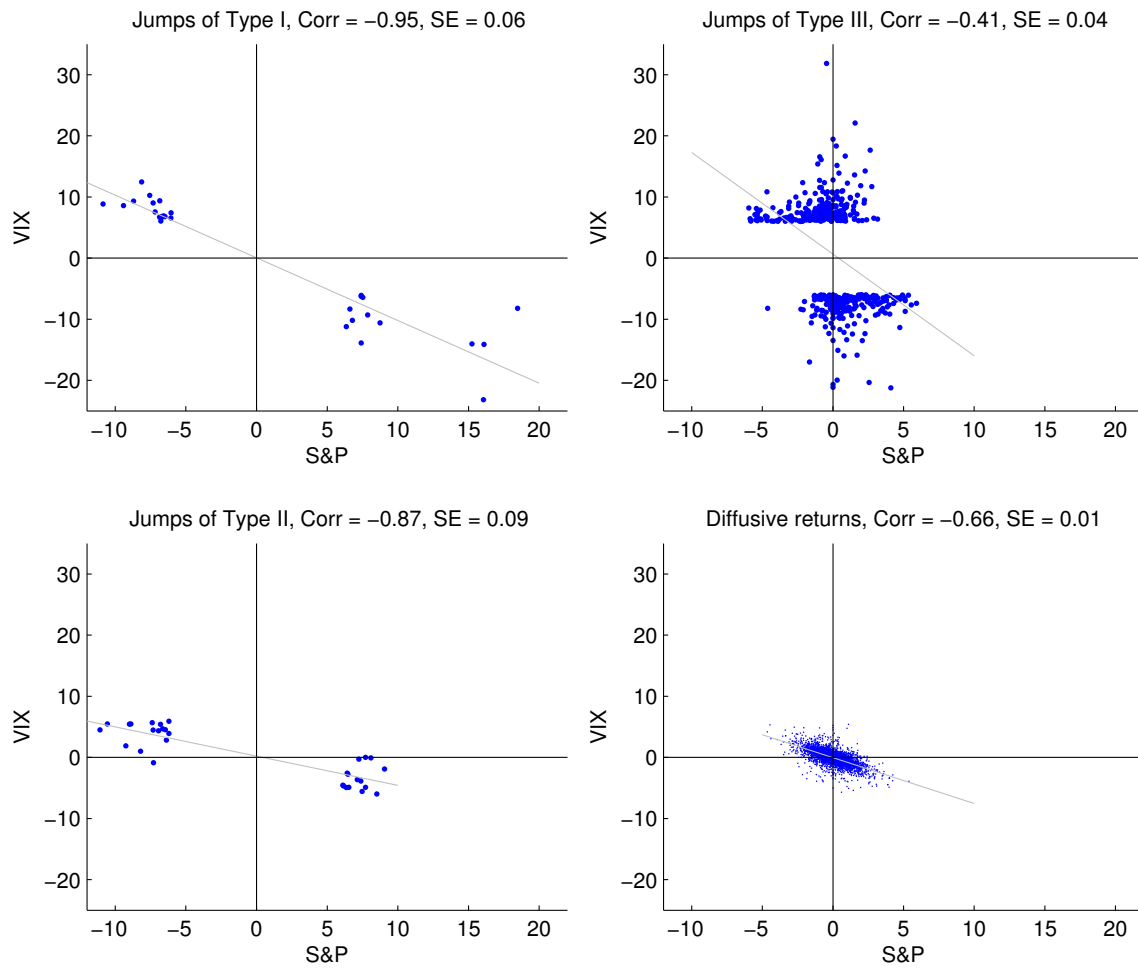 Jumps of Type I, Corr = −0.95, SE = 0.06
30
20
10
0
−10
−20
VIX
−10 −5 0 5 10 15 20
S&P
Jumps of Type III, Corr = −0.41, SE = 0.04
30
20
10
0
−10
−20
VIX
−10 −5 0 5 10 15 20
S&P
Jumps of Type II, Corr = −0.87, SE = 0.09
30
20
10
0
−10
−20
VIX
−10 −5 0 5 10 15 20
S&P
Diffusive returns, Corr = −0.66, SE = 0.01
30
20
10
0
−10
−20
VIX
−10 −5 0 5 10 15 20
S&P